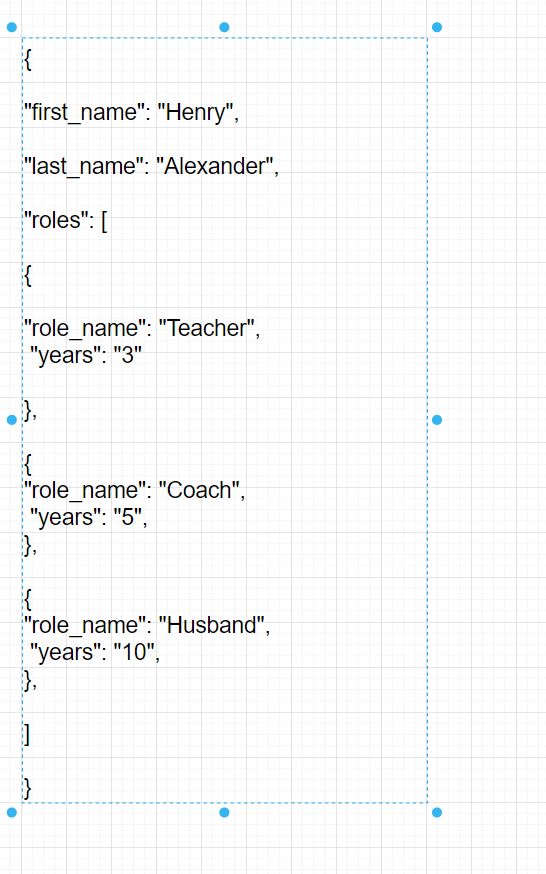 {
"first_name": "Henry",
"last_name": "Alexander",
"roles": [
{
"role_name": "Teacher",
"years": "3"
},
{
"role_name": "Coach",
"years": "5",
},
{
"role_name": "Husband",
"years": "10",
},
]
}